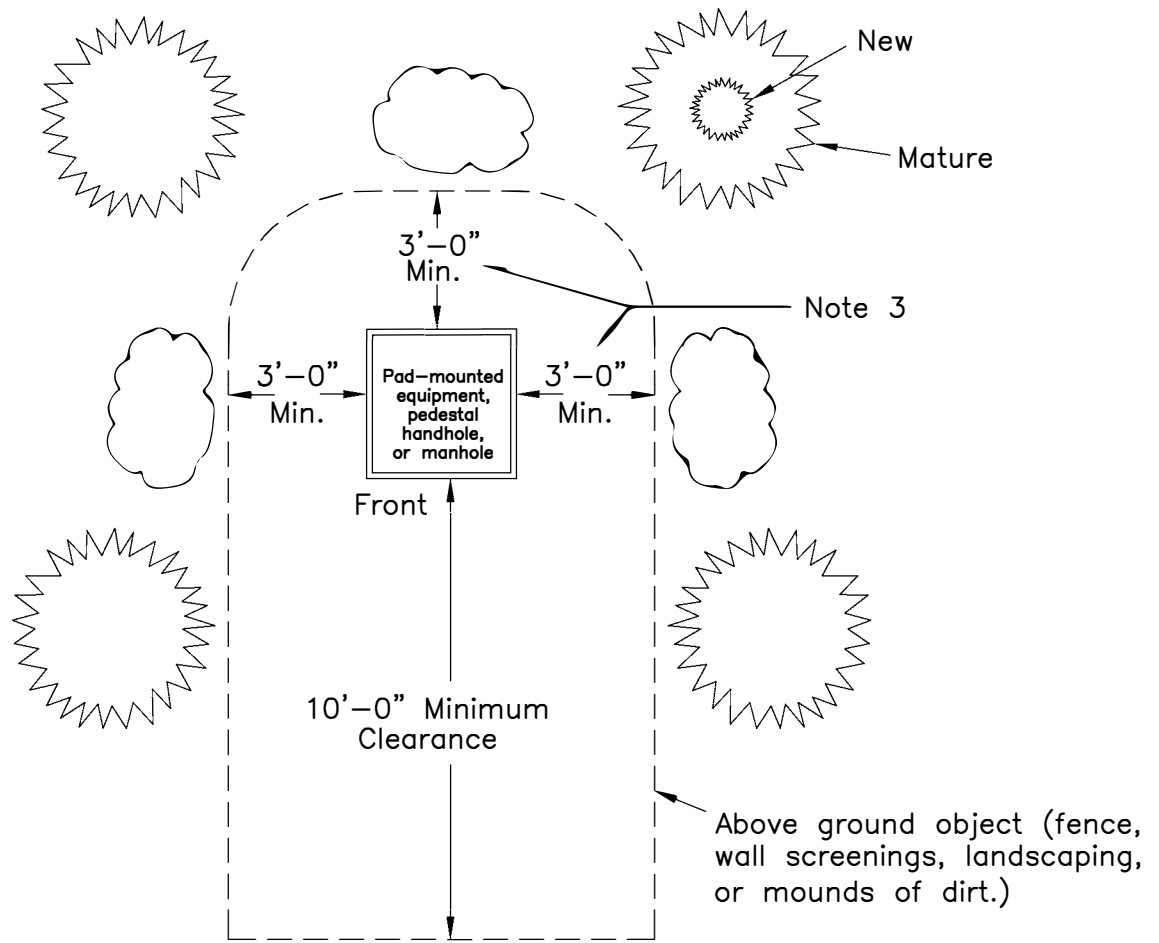 New
Mature
3'-0"
Min.
Note 3
3'-0"
Min.
Pad-mounted
equipment,
pedestal
handhole,
or manhole
3'-0"
Min.
Front
10'-0" Minimum
Clearance
Above ground object (fence,
wall screenings, landscaping,
or mounds of dirt.)